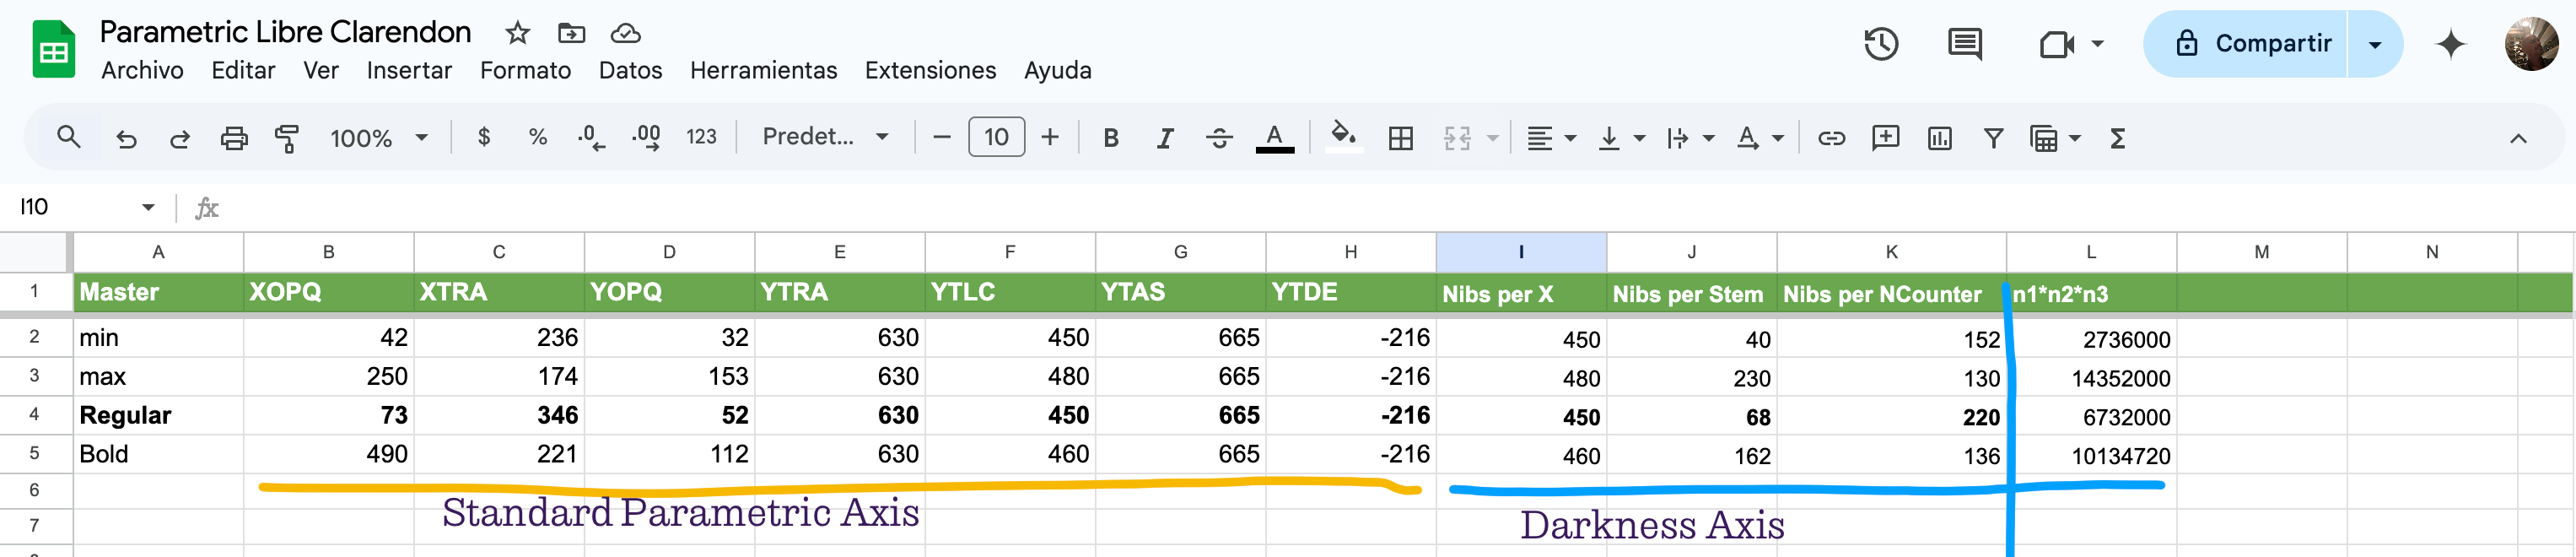 Parametric Libre Clarendon
Archivo Editar Ver Insertar Formato Datos Herramientas Extensiones Ayuda
Compartir
100% $ % .0 .00 123 Predet... − 10 + B I S A A Σ
I10 fx
A B C D E F G H I J K L M N
1 Master XOPQ XTRA YOPQ YTRA YTLC YTAS YTDE Nibs per X Nibs per Stem Nibs per NCounter n1*n2*n3
2 min 42 236 32 630 450 665 -216 450 40 152 2736000
3 max 250 174 153 630 480 665 -216 480 230 130 14352000
4 Regular 73 346 52 630 450 665 -216 450 68 220 6732000
5 Bold 490 221 112 630 460 665 -216 460 162 136 10134720
6
Standard Parametric Axis
7 Darkness Axis